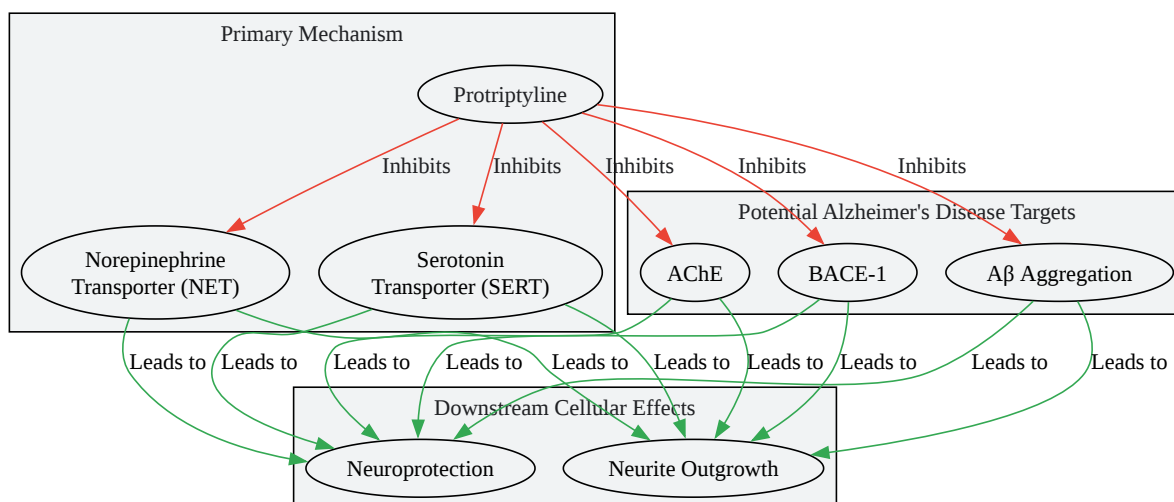 Primary Mechanism
Protriptyline
Inhibits
Inhibits
Inhibits
Inhibits
Inhibits
Potential Alzheimer's Disease Targets
Norepinephrine
Transporter (NET)
Serotonin
Transporter (SERT)
AChE
BACE-1
Aβ Aggregation
Leads to
Leads to
Leads to
Leads to
Leads to
Leads to
Leads to
Leads to
Leads to
Leads to
Downstream Cellular Effects
Neuroprotection
Neurite Outgrowth